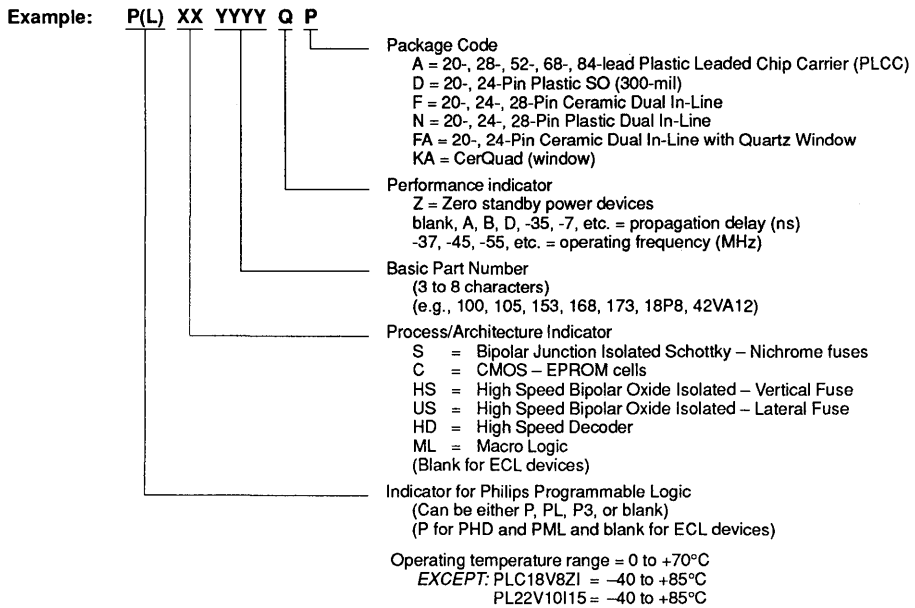 Example: P(L) XX YYYY Q P
Package Code
A = 20-, 28-, 52-, 68-, 84-lead Plastic Leaded Chip Carrier (PLCC)
D = 20-, 24-Pin Plastic SO (300-mil)
F = 20-, 24-, 28-Pin Ceramic Dual In-Line
N = 20-, 24-, 28-Pin Plastic Dual In-Line
FA = 20-, 24-Pin Ceramic Dual In-Line with Quartz Window
KA = CerQuad (window)
Performance indicator
Z = Zero standby power devices
blank, A, B, D, -35, -7, etc. = propagation delay (ns)
-37, -45, -55, etc. = operating frequency (MHz)
Basic Part Number
(3 to 8 characters)
(e.g., 100, 105, 153, 168, 173, 18P8, 42VA12)
Process/Architecture Indicator
S = Bipolar Junction Isolated Schottky – Nichrome fuses
C = CMOS – EPROM cells
HS = High Speed Bipolar Oxide Isolated – Vertical Fuse
US = High Speed Bipolar Oxide Isolated – Lateral Fuse
HD = High Speed Decoder
ML = Macro Logic
(Blank for ECL devices)
Indicator for Philips Programmable Logic
(Can be either P, PL, P3, or blank)
(P for PHD and PML and blank for ECL devices)
Operating temperature range = 0 to +70°C
EXCEPT: PLC18V8ZI = –40 to +85°C
PL22V10I15 = –40 to +85°C